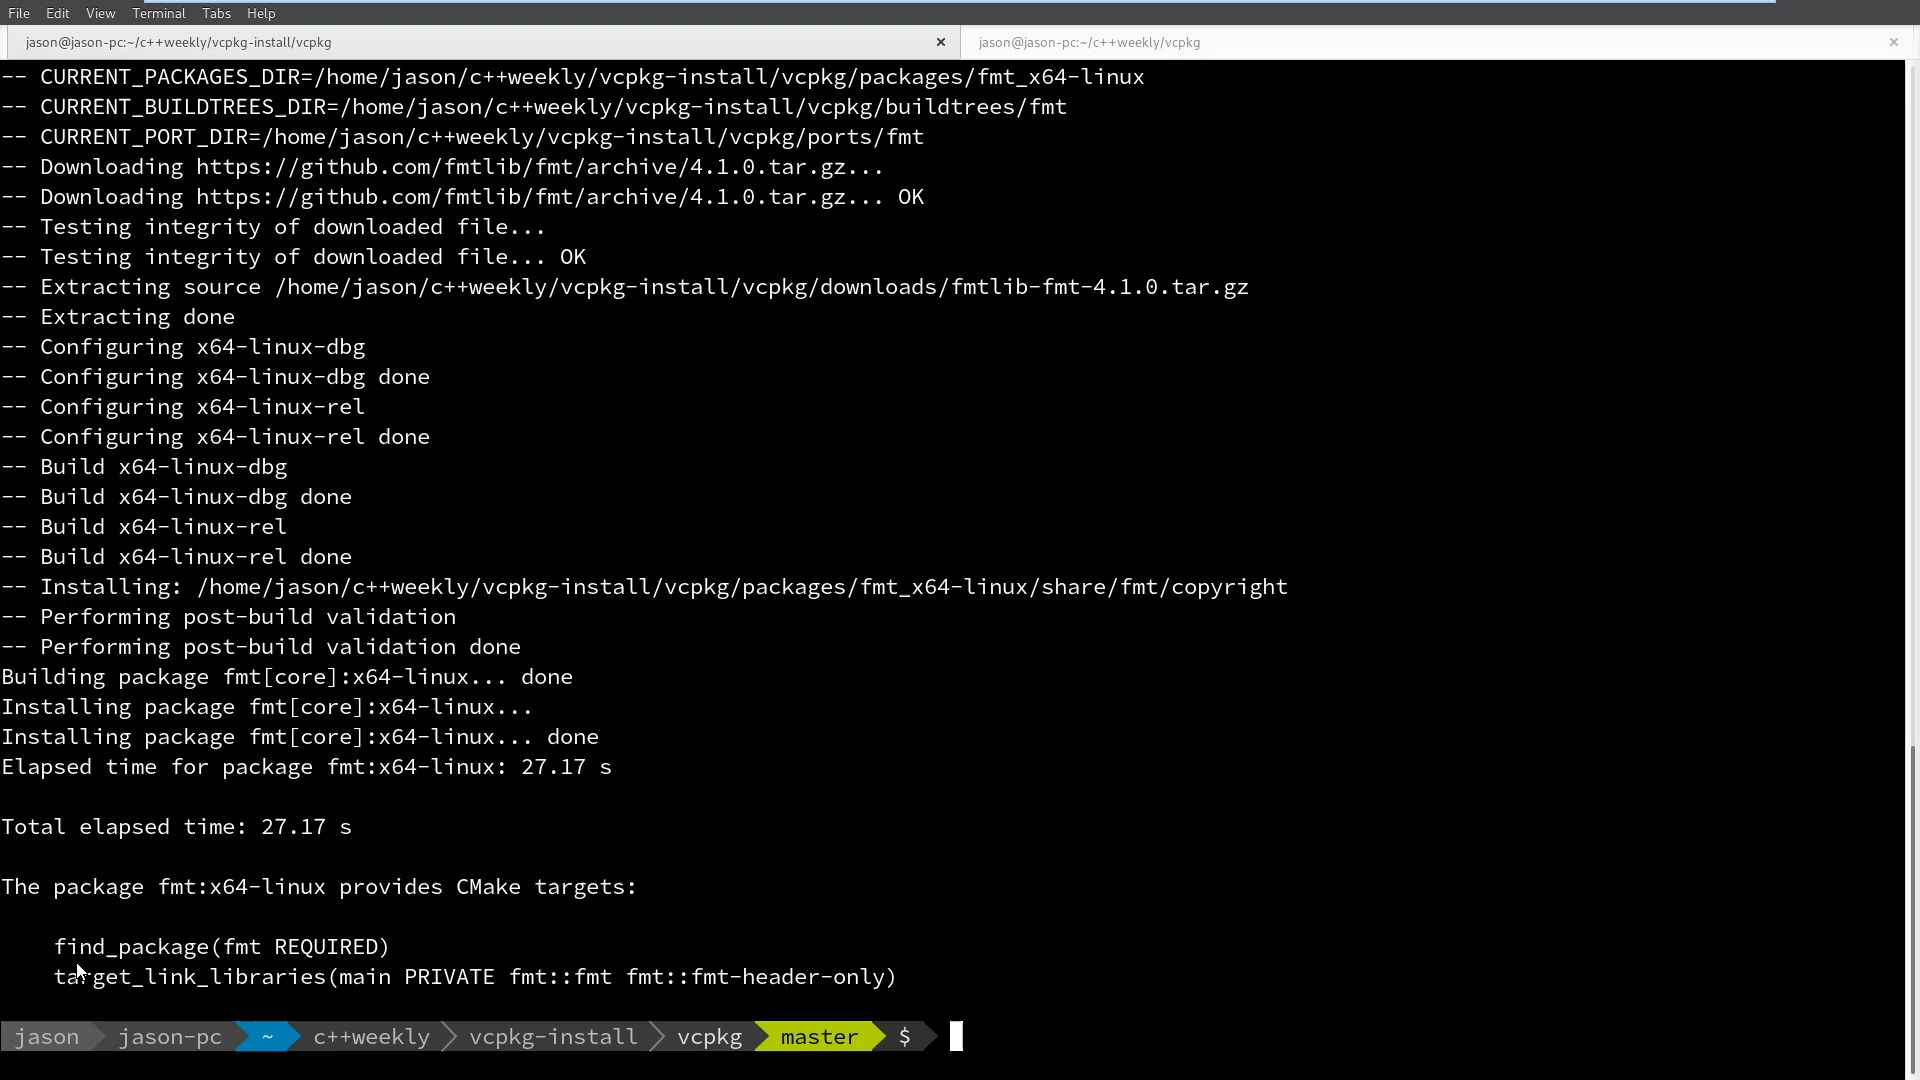 File Edit View Terminal Tabs Help
jason@jason-pc:~/c++weekly/vcpkg-install/vcpkg × jason@jason-pc:~/c++weekly/vcpkg ×
-- CURRENT_PACKAGES_DIR=/home/jason/c++weekly/vcpkg-install/vcpkg/packages/fmt_x64-linux
-- CURRENT_BUILDTREES_DIR=/home/jason/c++weekly/vcpkg-install/vcpkg/buildtrees/fmt
-- CURRENT_PORT_DIR=/home/jason/c++weekly/vcpkg-install/vcpkg/ports/fmt
-- Downloading https://github.com/fmtlib/fmt/archive/4.1.0.tar.gz...
-- Downloading https://github.com/fmtlib/fmt/archive/4.1.0.tar.gz... OK
-- Testing integrity of downloaded file...
-- Testing integrity of downloaded file... OK
-- Extracting source /home/jason/c++weekly/vcpkg-install/vcpkg/downloads/fmtlib-fmt-4.1.0.tar.gz
-- Extracting done
-- Configuring x64-linux-dbg
-- Configuring x64-linux-dbg done
-- Configuring x64-linux-rel
-- Configuring x64-linux-rel done
-- Build x64-linux-dbg
-- Build x64-linux-dbg done
-- Build x64-linux-rel
-- Build x64-linux-rel done
-- Installing: /home/jason/c++weekly/vcpkg-install/vcpkg/packages/fmt_x64-linux/share/fmt/copyright
-- Performing post-build validation
-- Performing post-build validation done
Building package fmt[core]:x64-linux... done
Installing package fmt[core]:x64-linux...
Installing package fmt[core]:x64-linux... done
Elapsed time for package fmt:x64-linux: 27.17 s
Total elapsed time: 27.17 s
The package fmt:x64-linux provides CMake targets:
find_package(fmt REQUIRED)
target_link_libraries(main PRIVATE fmt::fmt fmt::fmt-header-only)
jason jason-pc ~ c++weekly vcpkg-install vcpkg master $